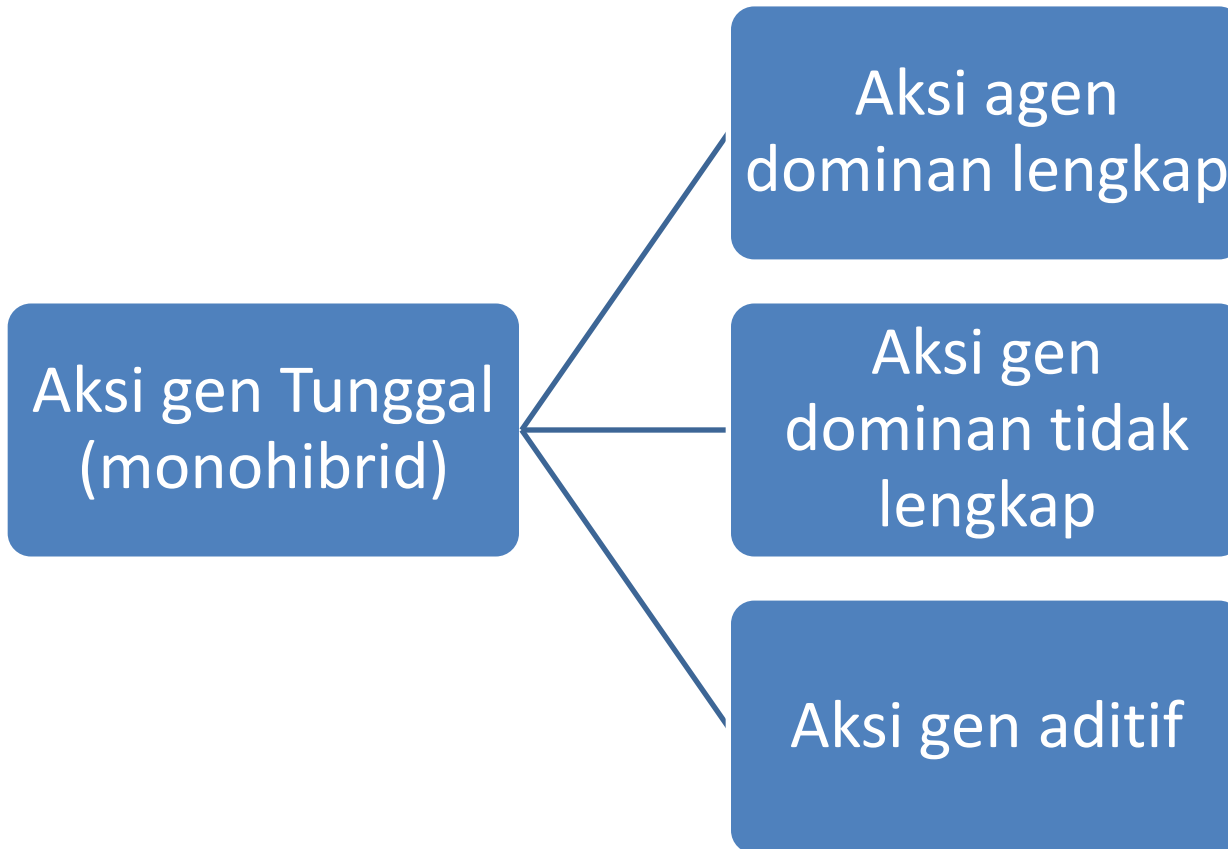 Aksi gen Tunggal
(monohibrid)
Aksi agen
dominan lengkap
Aksi gen
dominan tidak
lengkap
Aksi gen aditif